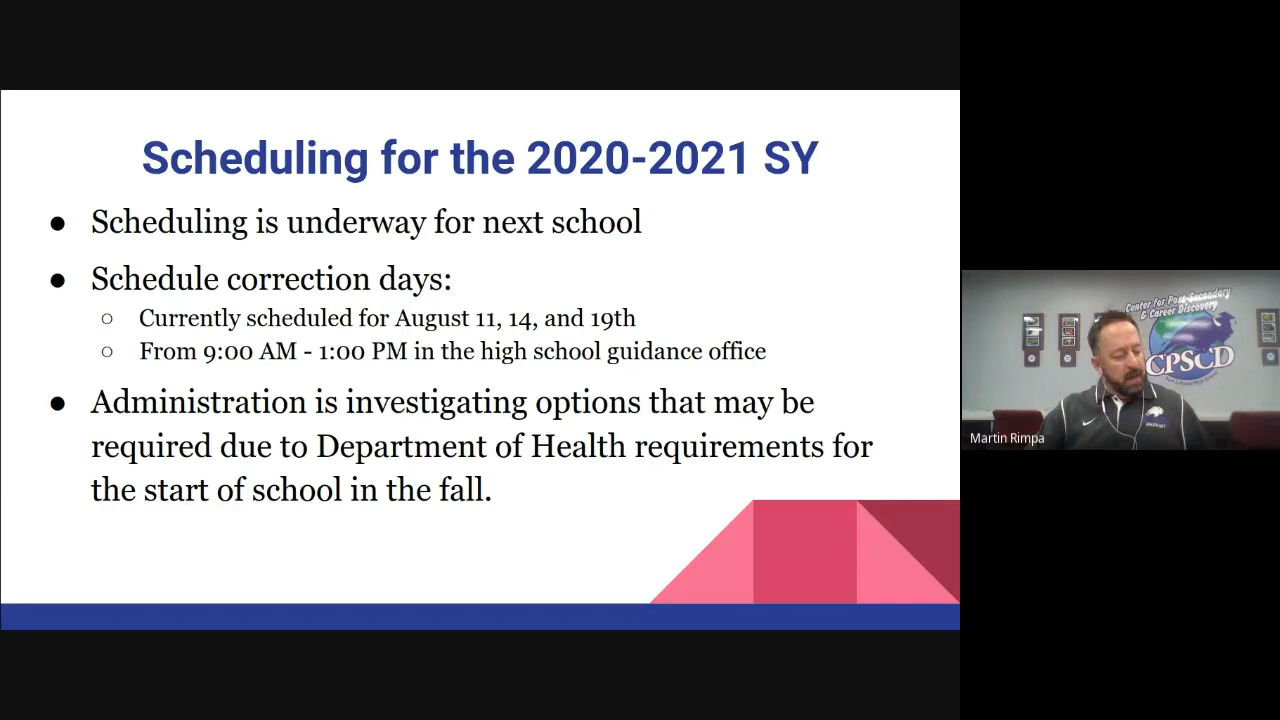 Scheduling for the 2020-2021 SY
● Scheduling is underway for next school
● Schedule correction days:
○ Currently scheduled for August 11, 14, and 19th
○ From 9:00 AM - 1:00 PM in the high school guidance office
● Administration is investigating options that may be
required due to Department of Health requirements for
the start of school in the fall.
Center for Post-Secondary
& Career Discovery
CPSCD
Martin Rimpa